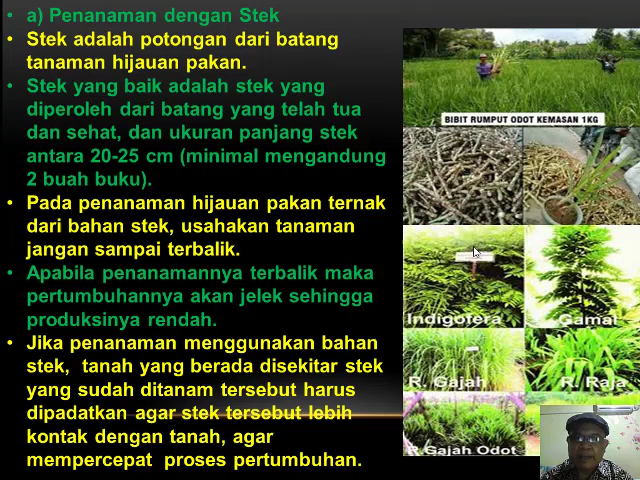 a) Penanaman dengan Stek
Stek adalah potongan dari batang
tanaman hijauan pakan.
Stek yang baik adalah stek yang
diperoleh dari batang yang telah tua
dan sehat, dan ukuran panjang stek
antara 20-25 cm (minimal mengandung
2 buah buku).
Pada penanaman hijauan pakan ternak
dari bahan stek, usahakan tanaman
jangan sampai terbalik.
Apabila penanamannya terbalik maka
pertumbuhannya akan jelek sehingga
produksinya rendah.
Jika penanaman menggunakan bahan
stek, tanah yang berada disekitar stek
yang sudah ditanam tersebut harus
dipadatkan agar stek tersebut lebih
kontak dengan tanah, agar
mempercepat proses pertumbuhan.
BIBIT RUMPUT ODOT KEMASAN 1KG
Indigofera
Gamal
R. Gajah
R. Raja
R.Gajah Odot